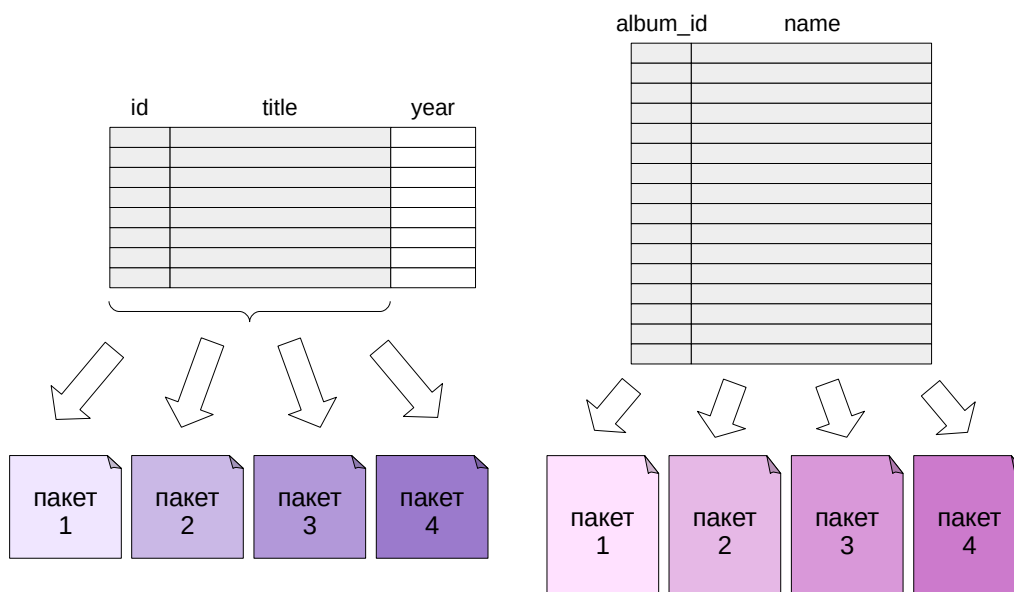 album_id name
id title year
пакет
1
пакет
2
пакет
3
пакет
4
пакет
1
пакет
2
пакет
3
пакет
4